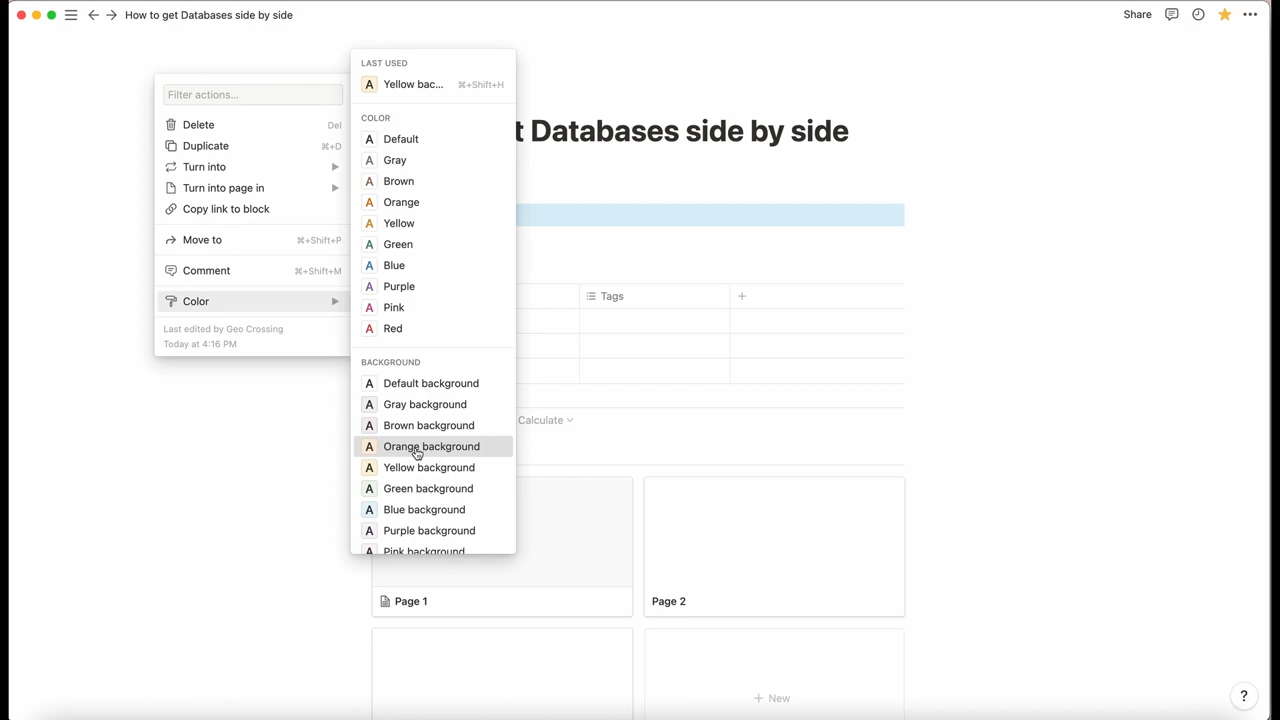 How to get Databases side by side
Share
Filter actions...
Delete Del
Duplicate ⌘+D
Turn into
Turn into page in
Copy link to block
Move to ⌘+Shift+P
Comment ⌘+Shift+M
Color
Last edited by Geo Crossing
Today at 4:16 PM
LAST USED
A Yellow bac... ⌘+Shift+H
COLOR
A Default
A Gray
A Brown
A Orange
A Yellow
A Green
A Blue
A Purple
A Pink
A Red
BACKGROUND
A Default background
A Gray background
A Brown background
A Orange background
A Yellow background
A Green background
A Blue background
A Purple background
A Pink background
t Databases side by side
Tags +
Calculate
Page 1
Page 2
+ New
?